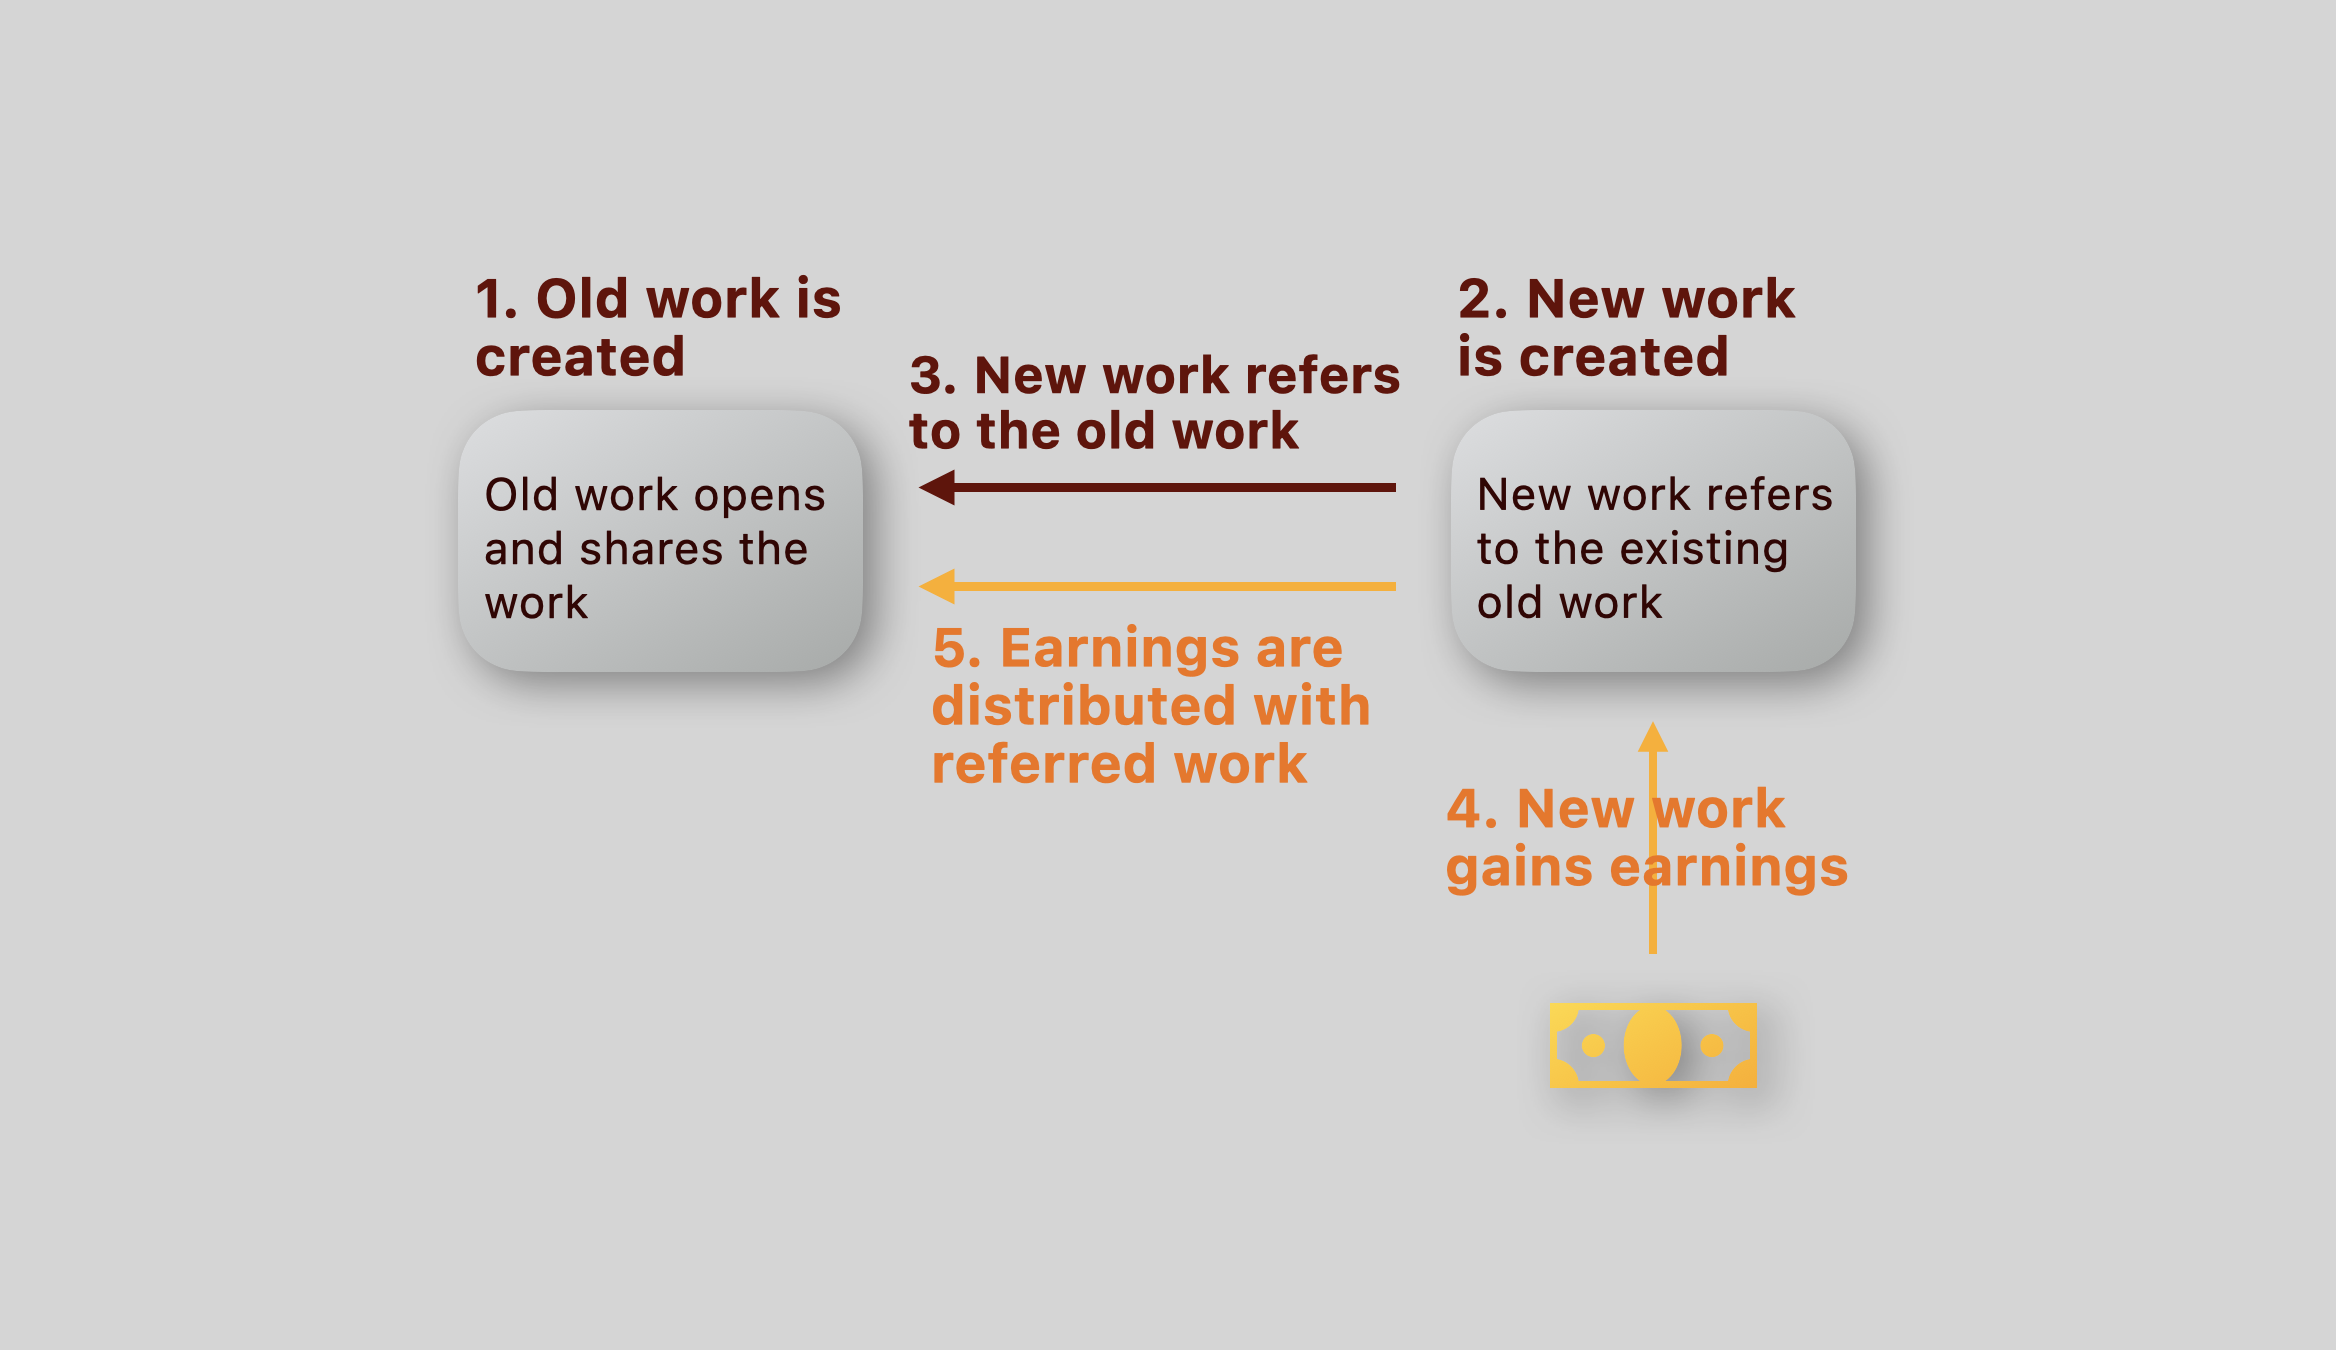 1. Old work is
created
Old work opens
and shares the
work
3. New work refers
to the old work
2. New work
is created
New work refers
to the existing
old work
5. Earnings are
distributed with
referred work
4. New work
gains earnings